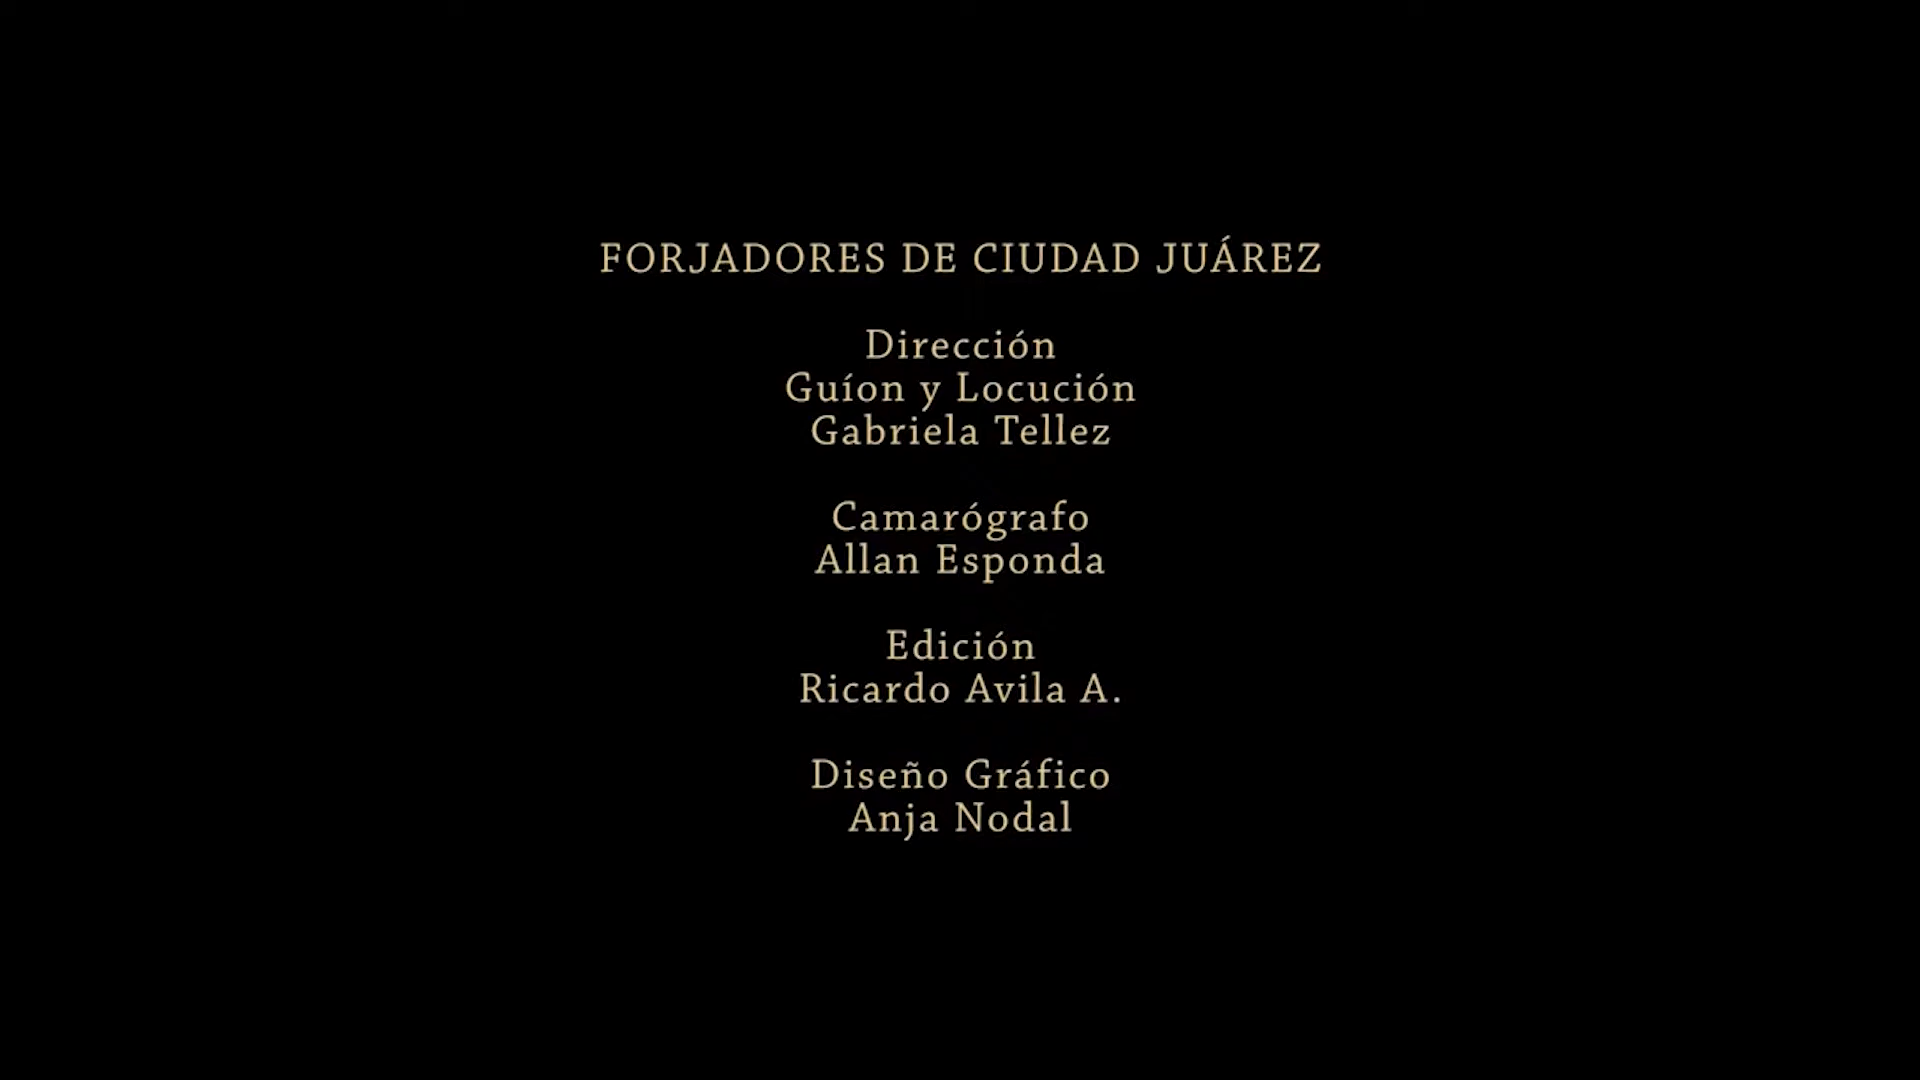 FORJADORES DE CIUDAD JUÁREZ
Dirección
Guíon y Locución
Gabriela Tellez
Camarógrafo
Allan Esponda
Edición
Ricardo Avila A.
Diseño Gráfico
Anja Nodal